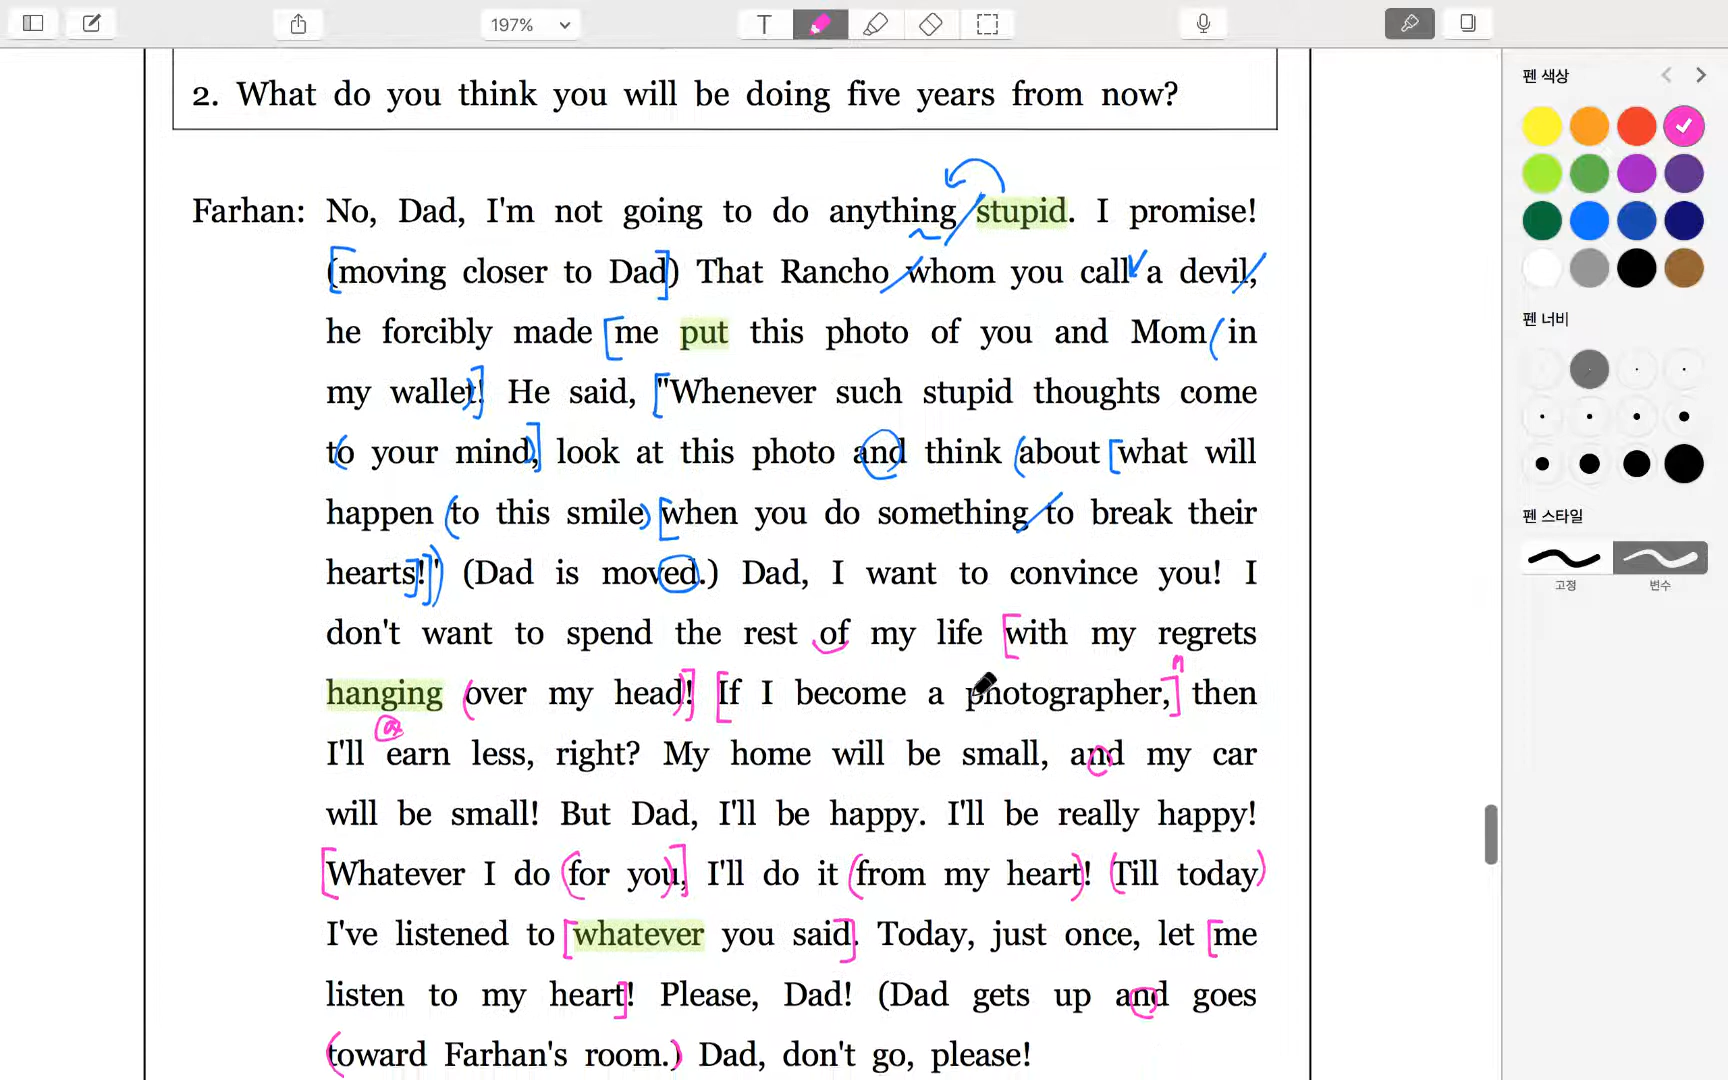 197%
T
펜 색상
2. What do you think you will be doing five years from now?
펜 너비
펜 스타일
고정
변수
Farhan: No, Dad, I'm not going to do anything stupid. I promise!
(moving closer to Dad) That Rancho whom you call a devil,
he forcibly made me put this photo of you and Mom in
my wallet! He said, "Whenever such stupid thoughts come
to your mind, look at this photo and think about what will
happen to this smile when you do something to break their
hearts!" (Dad is moved.) Dad, I want to convince you! I
don't want to spend the rest of my life with my regrets
hanging over my head! If I become a photographer, then
I'll earn less, right? My home will be small, and my car
will be small! But Dad, I'll be happy. I'll be really happy!
Whatever I do for you, I'll do it from my heart! Till today
I've listened to whatever you said. Today, just once, let me
listen to my heart! Please, Dad! (Dad gets up and goes
toward Farhan's room.) Dad, don't go, please!